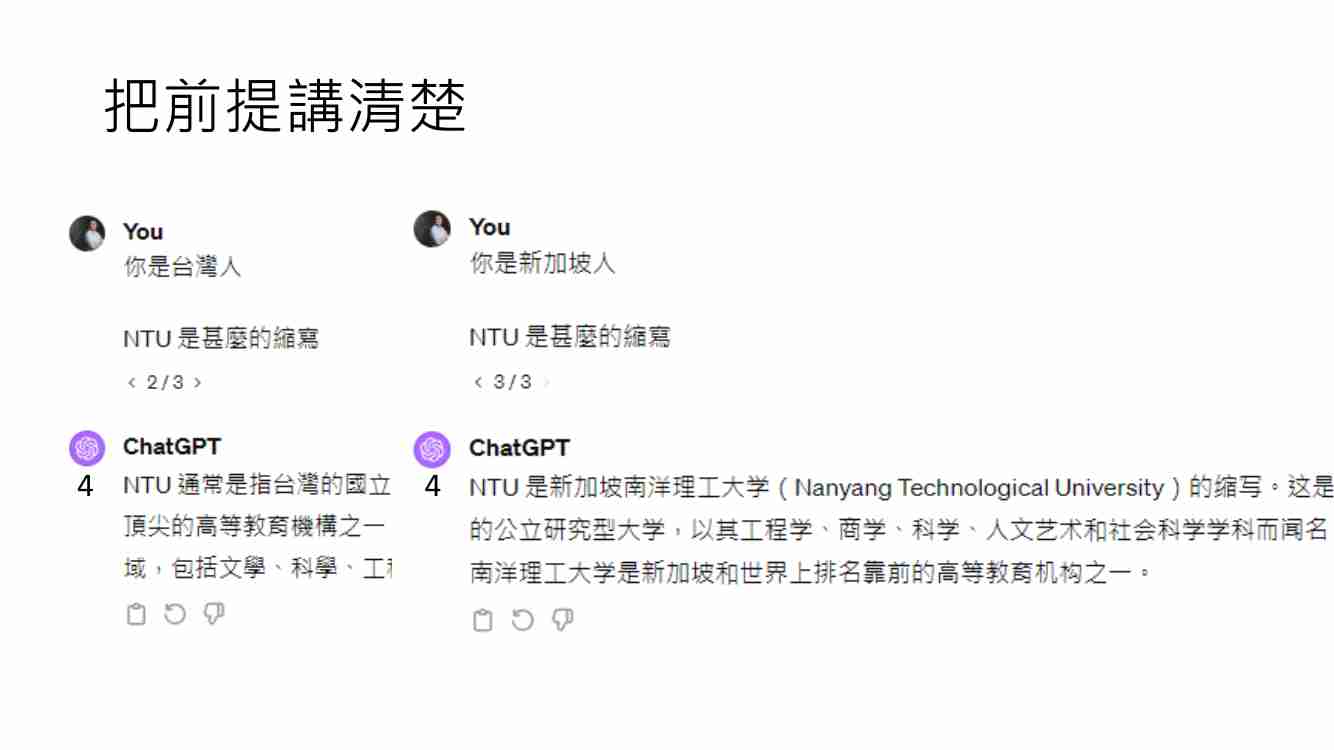 把前提講清楚
You
你是台灣人
NTU 是甚麼的縮寫
< 2/3 >
ChatGPT
4
NTU 通常是指台灣的國立
頂尖的高等教育機構之一
域，包括文學、科學、工
You
你是新加坡人
NTU 是甚麼的縮寫
< 3/3 >
ChatGPT
4
NTU 是新加坡南洋理工大学（Nanyang Technological University）的缩写。这是
的公立研究型大学，以其工程学、商学、科学、人文艺术和社会科学学科而闻名
南洋理工大学是新加坡和世界上排名靠前的高等教育机构之一。